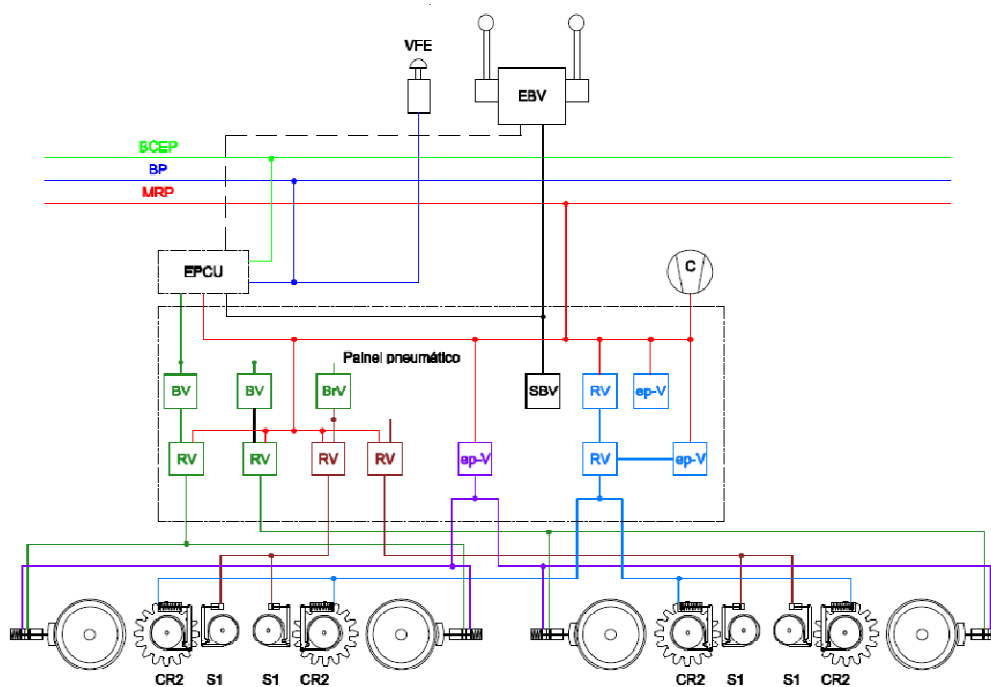 VFE
EBV
BCEP
BP
MRP
EPCU
C
Painel pneumático
BV
BV
BrV
SBV
RV
ep-V
RV
RV
RV
RV
ep-V
RV
ep-V
CR2
S1
S1
CR2
CR2
S1
S1
CR2